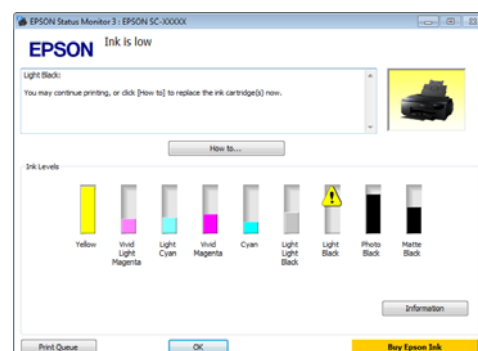 EPSON Status Monitor 3 : EPSON SC-XXXXX
EPSON
Ink is low
Light Black:
You may continue printing, or click [How to] to replace the ink cartridge(s) now.
How to...
Ink Levels
Yellow
Vivid
Light
Magenta
Light
Cyan
Vivid
Magenta
Cyan
Light
Light
Black
Light
Black
Photo
Black
Matte
Black
Information
Print Queue
OK
Buy Epson Ink